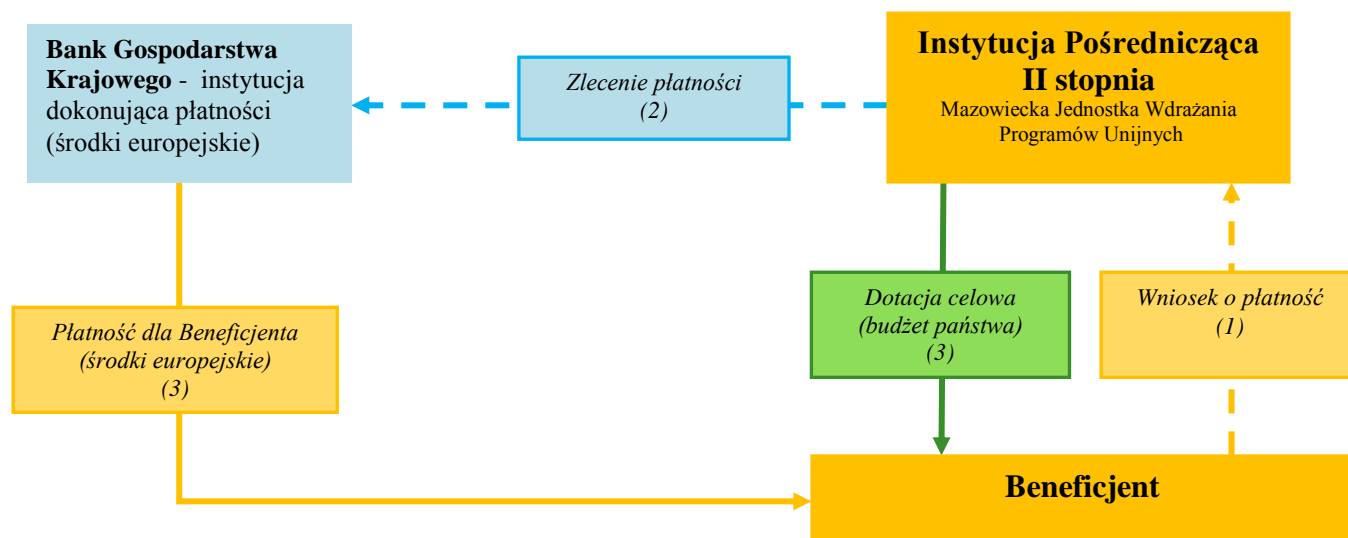 Bank Gospodarstwa
Krajowego - instytucja
dokonująca płatności
(środki europejskie)
Zlecenie płatności
(2)
Instytucja Pośrednicząca
II stopnia
Mazowiecka Jednostka Wdrażania
Programów Unijnych
Płatność dla Beneficjenta
(środki europejskie)
(3)
Dotacja celowa
(budżet państwa)
(3)
Wniosek o płatność
(1)
Beneficjent